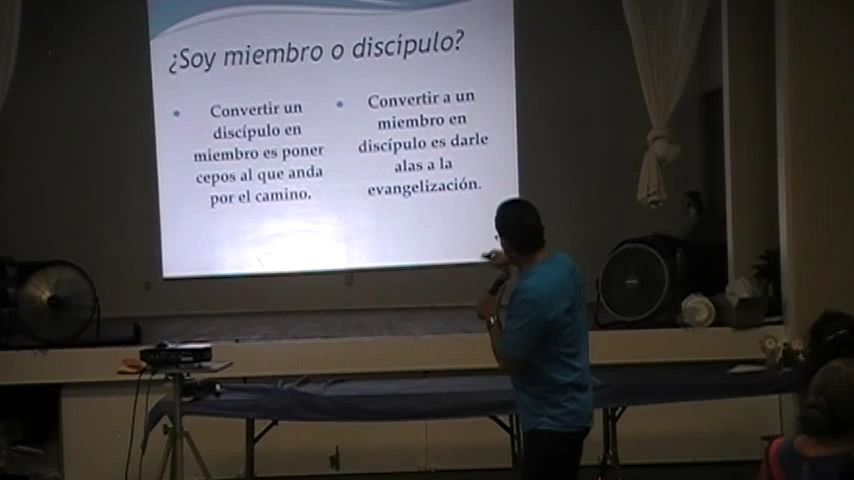 ¿Soy miembro o discípulo?
Convertir un
discípulo en
miembro es poner
cepos al que anda
por el camino.
Convertir a un
miembro en
discípulo es darle
alas a la
evangelización.